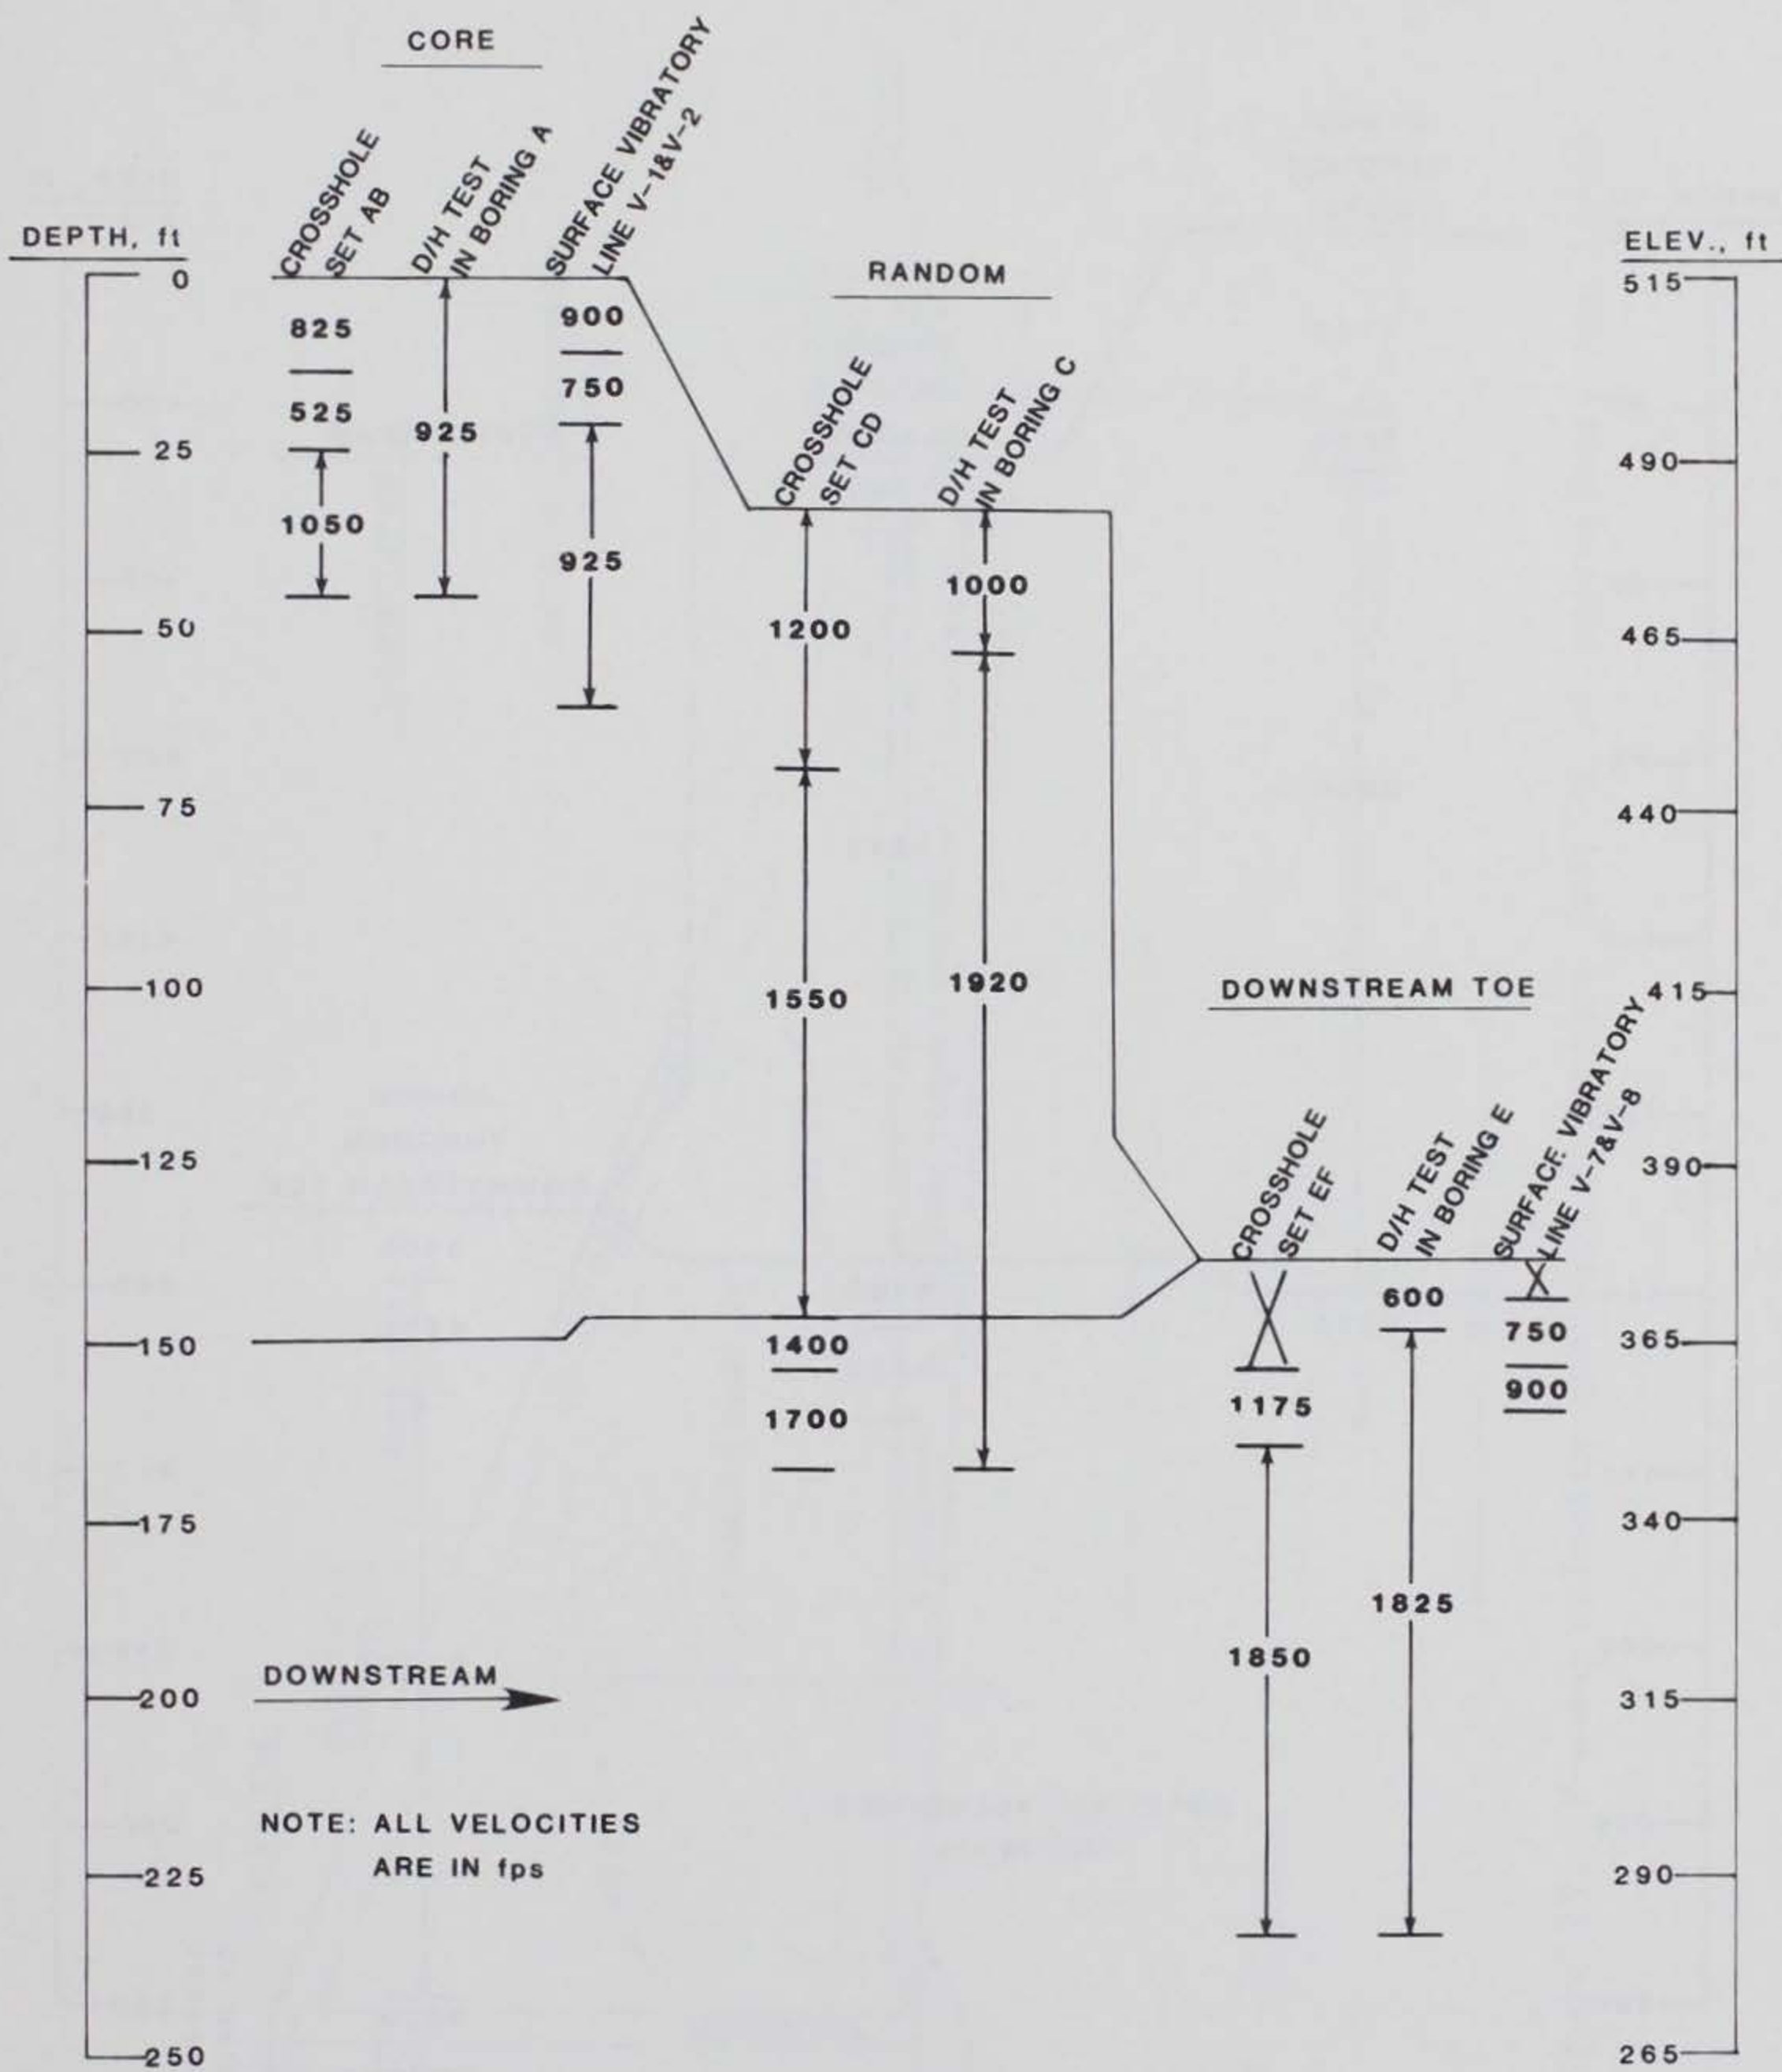 CORE
CROSSHOLE
SET AB
D/H TEST
IN BORING A
SURFACE VIBRATORY
LINE V-1&V-2
DEPTH, ft
0
25
50
75
100
125
150
175
200
225
250
825
525
1050
925
900
750
925
RANDOM
CROSSHOLE
SET CD
D/H TEST
IN BORING C
1200
1550
1400
1700
1000
1920
DOWNSTREAM TOE
CROSSHOLE
SET EF
D/H TEST
IN BORING E
SURFACE VIBRATORY
LINE V-7&V-8
1175
1850
600
1825
750
900
ELEV., ft
515
490
465
440
415
390
365
340
315
290
265
DOWNSTREAM
NOTE: ALL VELOCITIES
ARE IN fps